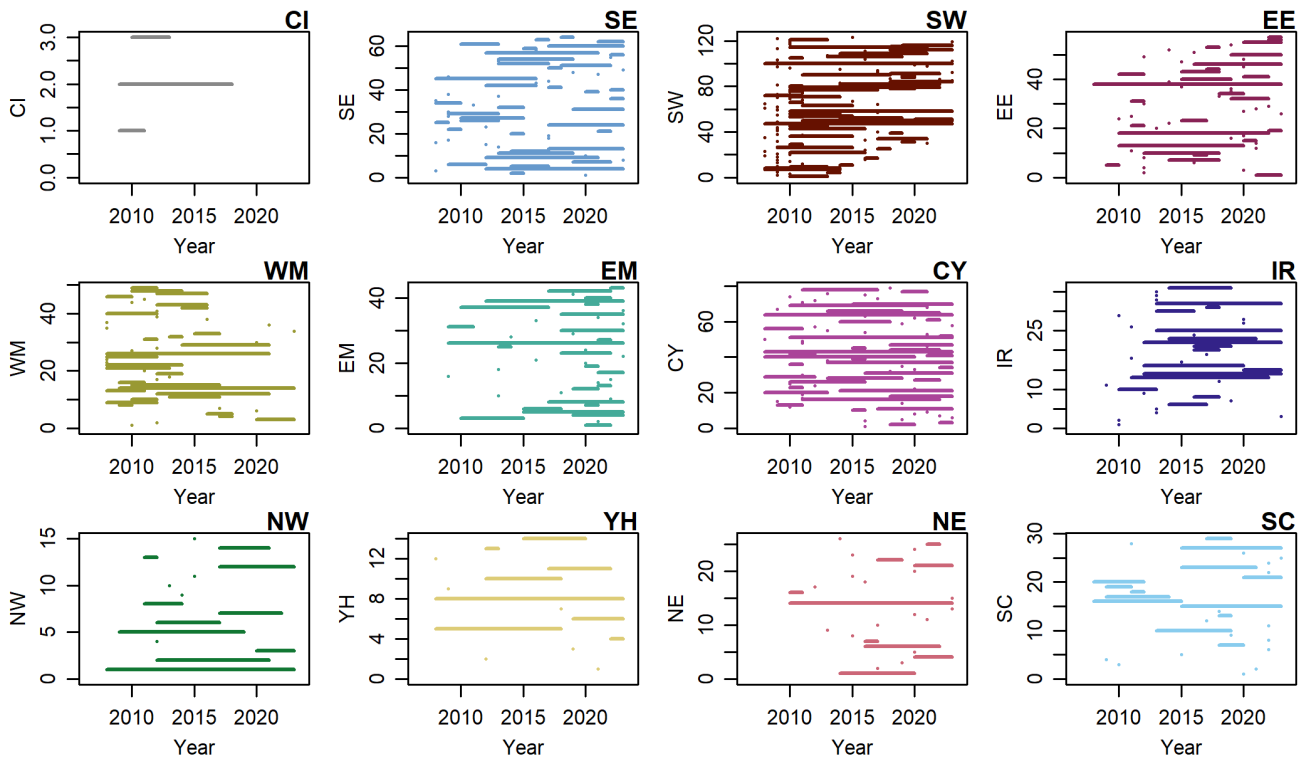 CI SE SW EE
CI 0.0 1.0 2.0 3.0
SE 0 20 40 60
SW 0 40 80 120
EE 0 20 40
2010 2015 2020 2010 2015 2020 2010 2015 2020 2010 2015 2020
Year Year Year Year
WM EM CY IR
WM 0 20 40
EM 0 20 40
CY 0 20 60
IR 0 10 25
2010 2015 2020 2010 2015 2020 2010 2015 2020 2010 2015 2020
Year Year Year Year
NW YH NE SC
NW 0 5 10 15
YH 0 4 8 12
NE 0 10 20
SC 0 10 20 30
2010 2015 2020 2010 2015 2020 2010 2015 2020 2010 2015 2020
Year Year Year Year